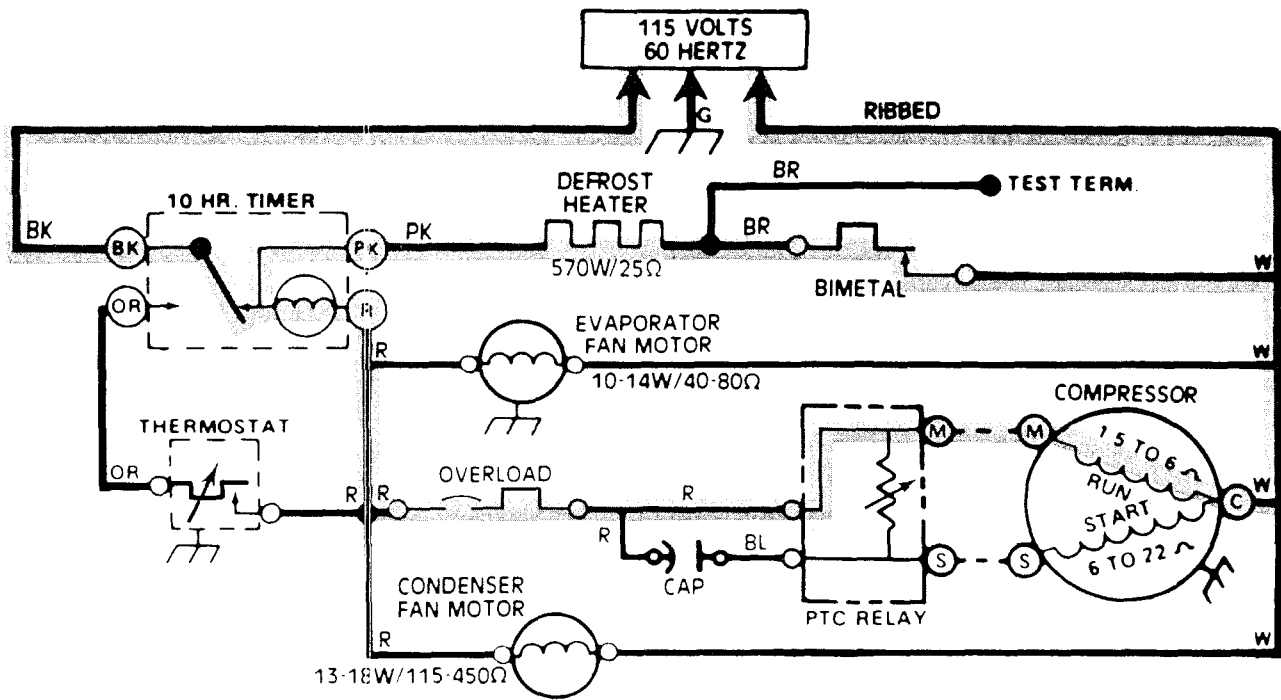 115 VOLTS
60 HERTZ
G
RIBBED
BR
TEST TERM.
DEFROST
HEATER
10 HR. TIMER
BK
BK
PK
PK
BR
570W/25Ω
BIMETAL
W
OR
R
EVAPORATOR
FAN MOTOR
R
W
10-14W/40-80Ω
COMPRESSOR
THERMOSTAT
M
M
1 5 TO 6
OVERLOAD
OR
R
R
R
RUN
W
C
START
R
BL
S
S
6 TO 22
CAP
CONDENSER
FAN MOTOR
PTC RELAY
R
W
13-18W/115-450Ω